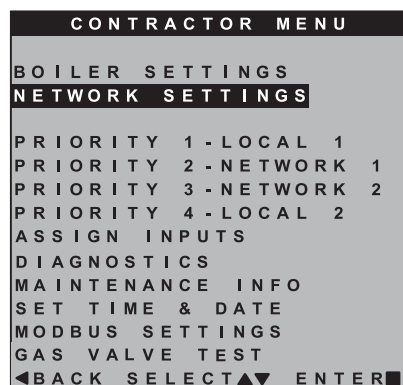 CONTRACTOR MENU
BOILER SETTINGS
NETWORK SETTINGS
PRIORITY 1-LOCAL 1
PRIORITY 2-NETWORK 1
PRIORITY 3-NETWORK 2
PRIORITY 4-LOCAL 2
ASSIGN INPUTS
DIAGNOSTICS
MAINTENANCE INFO
SET TIME & DATE
MODBUS SETTINGS
GAS VALVE TEST
◀BACK SELECT▲▼ ENTER■